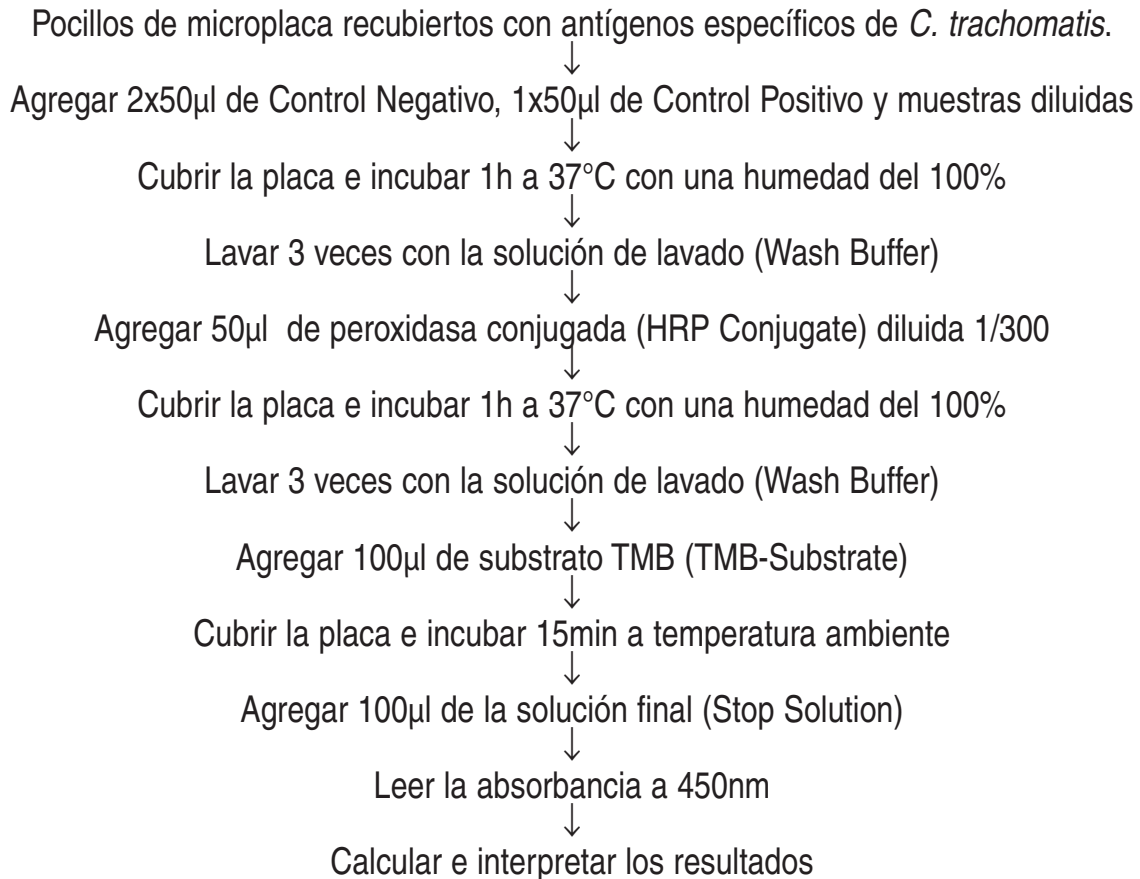 Pocillos de microplaca recubiertos con antígenos específicos de C. trachomatis.
Agregar 2x50µl de Control Negativo, 1x50µl de Control Positivo y muestras diluidas
Cubrir la placa e incubar 1h a 37°C con una humedad del 100%
Lavar 3 veces con la solución de lavado (Wash Buffer)
Agregar 50µl de peroxidasa conjugada (HRP Conjugate) diluida 1/300
Cubrir la placa e incubar 1h a 37°C con una humedad del 100%
Lavar 3 veces con la solución de lavado (Wash Buffer)
Agregar 100µl de substrato TMB (TMB-Substrate)
Cubrir la placa e incubar 15min a temperatura ambiente
Agregar 100µl de la solución final (Stop Solution)
Leer la absorbancia a 450nm
Calcular e interpretar los resultados